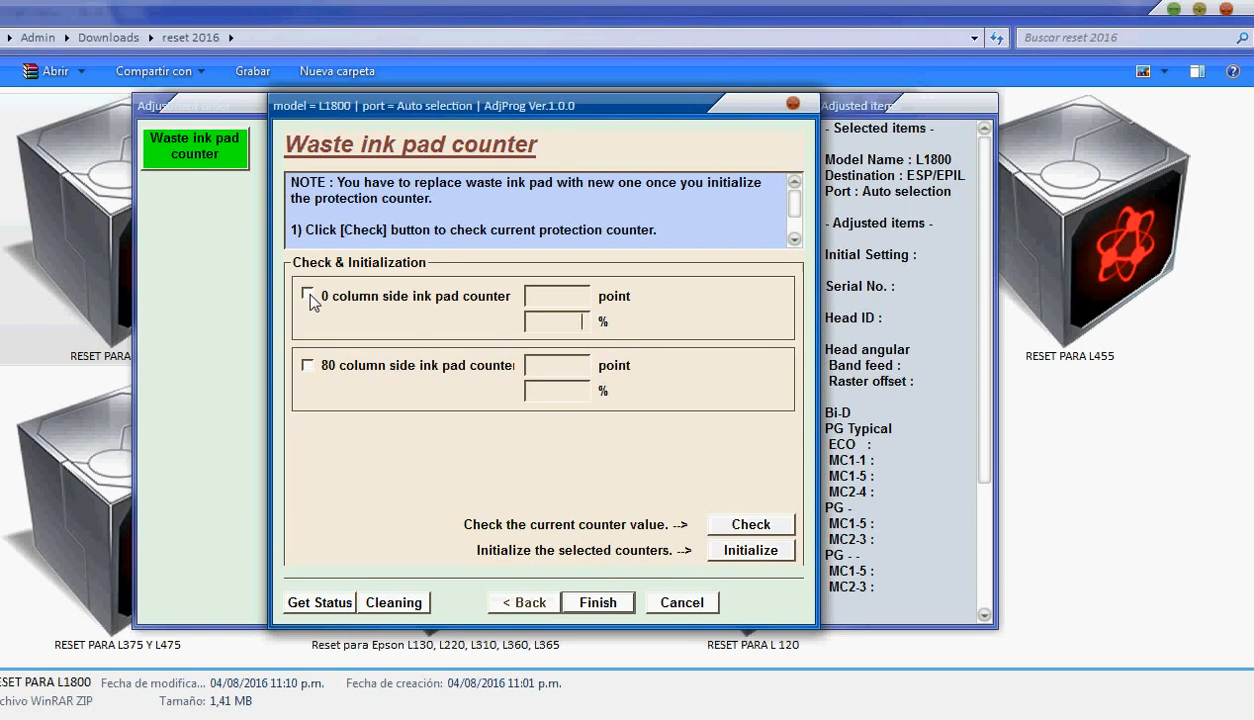 Admin
Downloads
reset 2016
Buscar reset 2016
Abrir
Compartir con
Grabar
Nueva carpeta
model = L1800 | port = Auto selection | AdjProg Ver.1.0.0
Adjusted items
Waste ink pad
counter
Waste ink pad counter
NOTE : You have to replace waste ink pad with new one once you initialize
the protection counter.
1) Click [Check] button to check current protection counter.
Check & Initialization
0 column side ink pad counter
point
%
80 column side ink pad counter
point
%
Check the current counter value. -->
Check
Initialize the selected counters. -->
Initialize
Get Status
Cleaning
< Back
Finish
Cancel
- Selected items -
Model Name : L1800
Destination : ESP/EPIL
Port : Auto selection
- Adjusted items -
Initial Setting :
Serial No. :
Head ID :
Head angular
Band feed :
Raster offset :
Bi-D
PG Typical
ECO :
MC1-1 :
MC1-5 :
MC2-4 :
PG -
MC1-5 :
MC2-3 :
PG - -
MC1-5 :
MC2-3 :
RESET PARA
RESET PARA L455
RESET PARA L375 Y L475
Reset para Epson L130, L220, L310, L360, L365
RESET PARA L 120
ESET PARA L1800
Fecha de modifica... 04/08/2016 11:10 p.m.
Fecha de creación: 04/08/2016 11:01 p.m.
chivo WinRAR ZIP
Tamaño: 1,41 MB